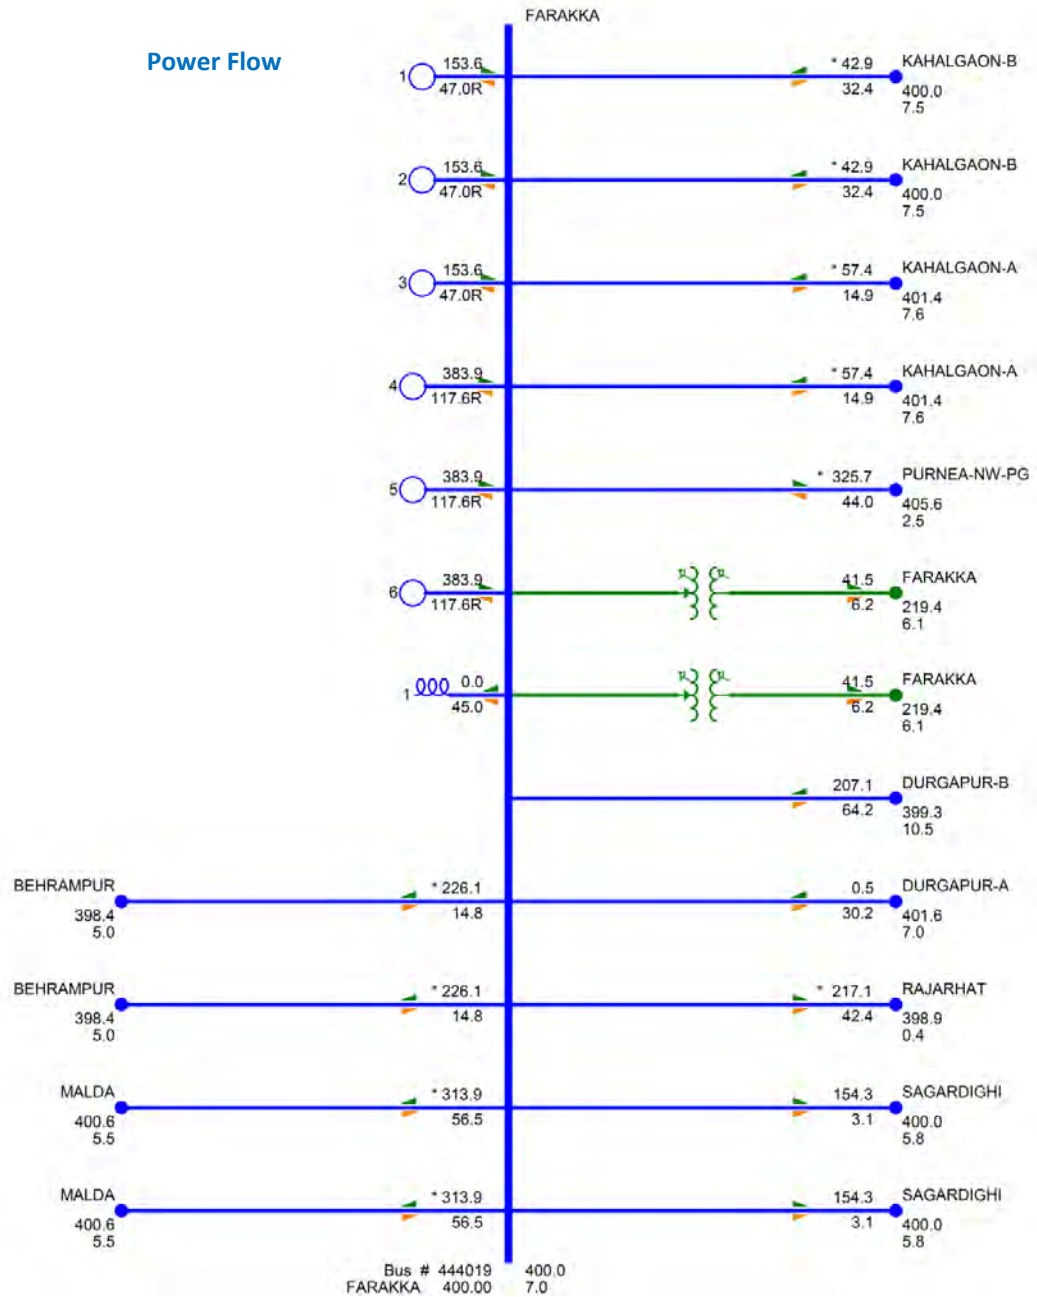 FARAKKA
Power Flow
1 153.6 * 42.9 KAHALGAON-B
47.0R 32.4 400.0
7.5
2 153.6 * 42.9 KAHALGAON-B
47.0R 32.4 400.0
7.5
3 153.6 * 57.4 KAHALGAON-A
47.0R 14.9 401.4
7.6
4 383.9 * 57.4 KAHALGAON-A
117.6R 14.9 401.4
7.6
5 383.9 * 325.7 PURNEA-NW-PG
117.6R 44.0 405.6
2.5
6 383.9 41.5 FARAKKA
117.6R 6.2 219.4
6.1
1 0.0 41.5 FARAKKA
45.0 6.2 219.4
6.1
207.1 DURGAPUR-B
64.2 399.3
10.5
BEHRAMPUR * 226.1 0.5 DURGAPUR-A
398.4 14.8 30.2 401.6
5.0 7.0
BEHRAMPUR * 226.1 * 217.1 RAJARHAT
398.4 14.8 42.4 398.9
5.0 0.4
MALDA * 313.9 154.3 SAGARDIGHI
400.6 56.5 3.1 400.0
5.5 5.8
MALDA * 313.9 154.3 SAGARDIGHI
400.6 56.5 3.1 400.0
5.5 5.8
Bus # 444019 400.0
FARAKKA 400.00 7.0